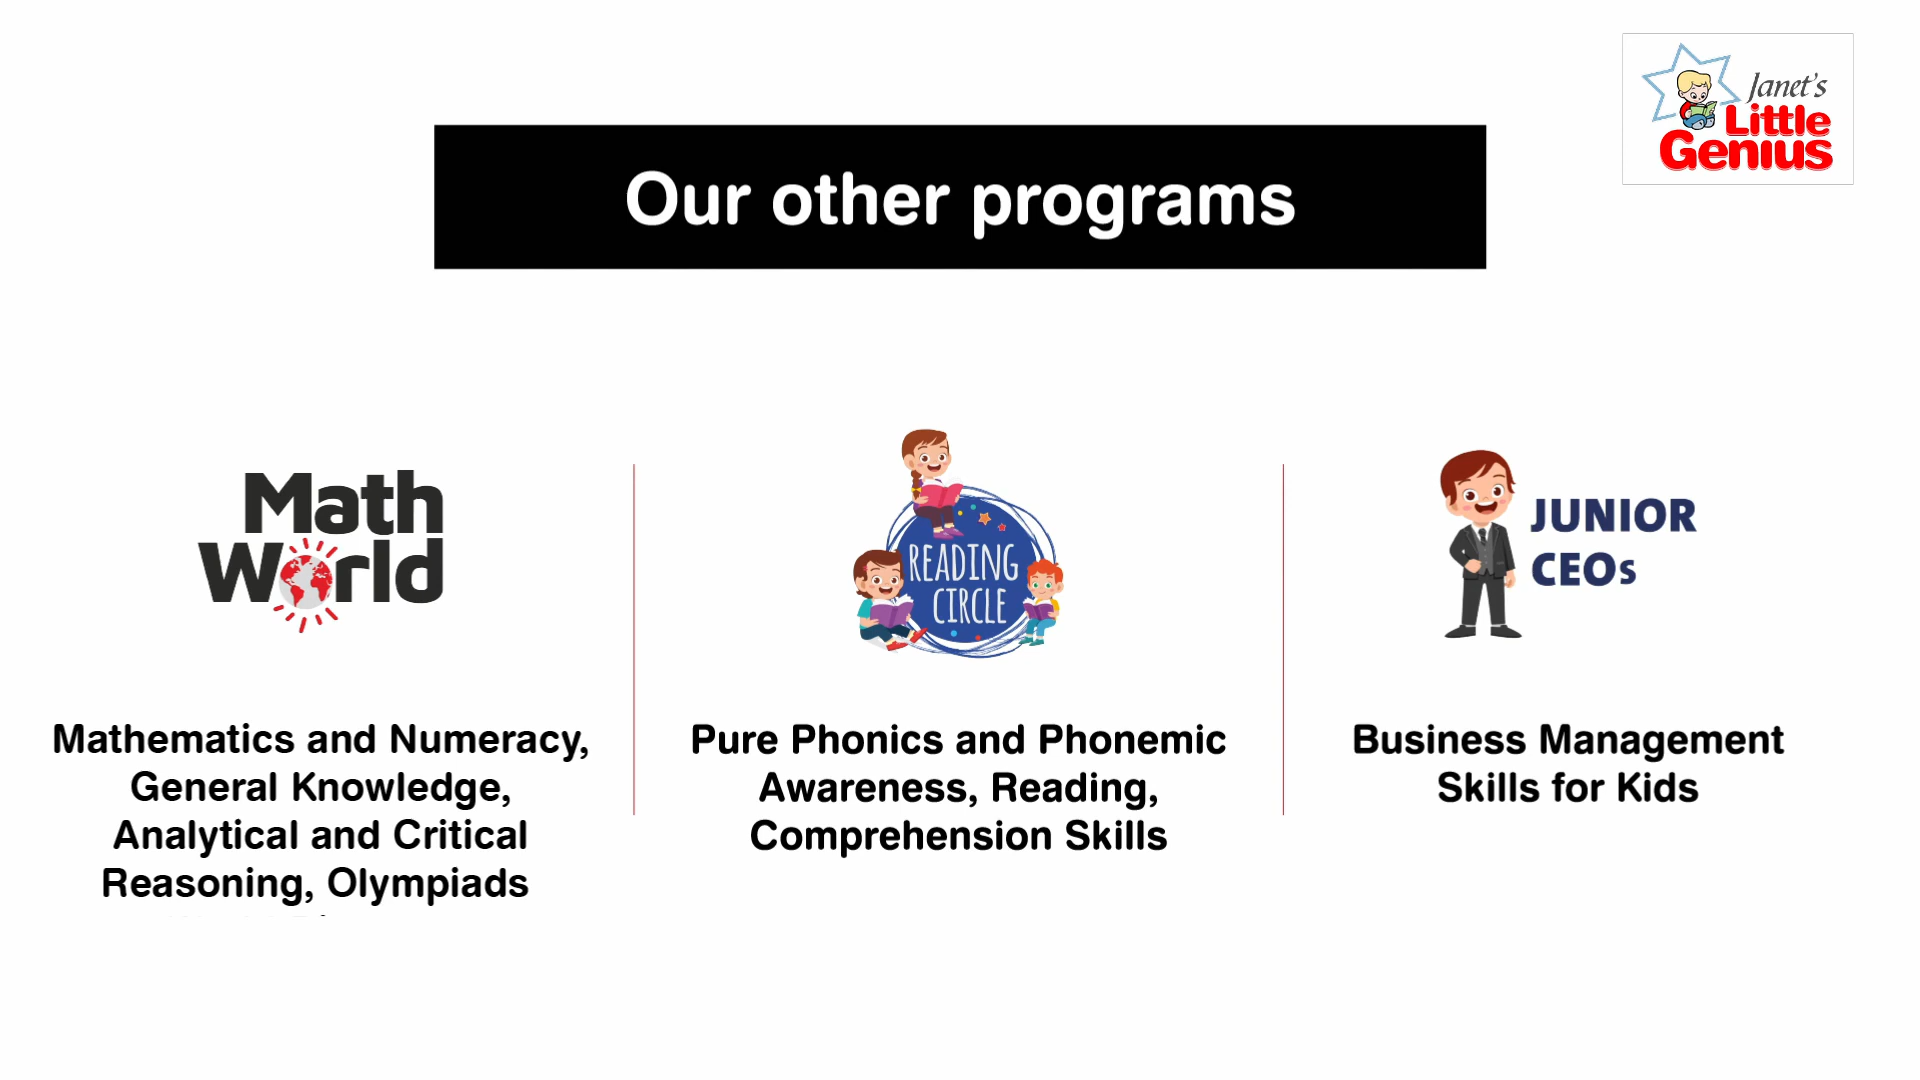 Janet's
Little
Genius
Our other programs
Math
World
Mathematics and Numeracy,
General Knowledge,
Analytical and Critical
Reasoning, Olympiads
READING
CIRCLE
Pure Phonics and Phonemic
Awareness, Reading,
Comprehension Skills
JUNIOR
CEOs
Business Management
Skills for Kids